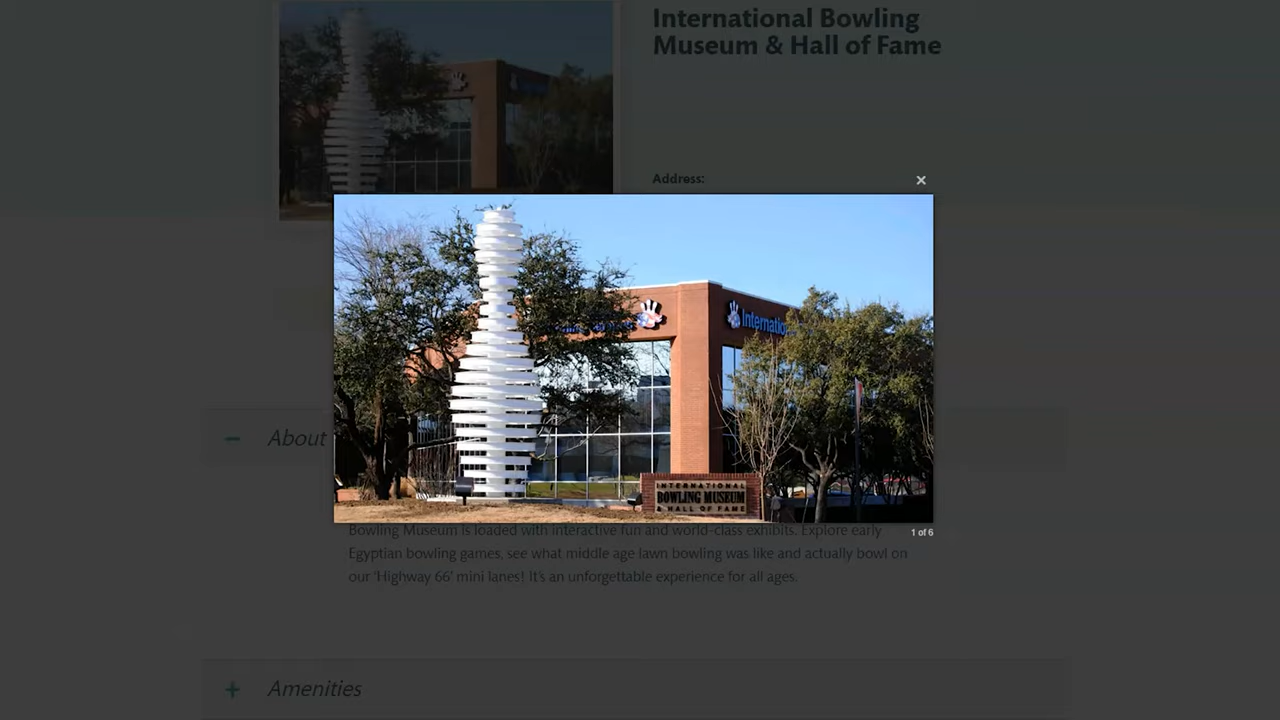 International Bowling
Museum & Hall of Fame
Address:
×
Internatio
INTERNATIONAL
BOWLING MUSEUM
& HALL OF FAME
1 of 6
About
Bowling Museum is loaded with interactive fun and world-class exhibits. Explore early
Egyptian bowling games, see what middle age lawn bowling was like and actually bowl on
our 'Highway 66' mini lanes! It's an unforgettable experience for all ages.
Amenities